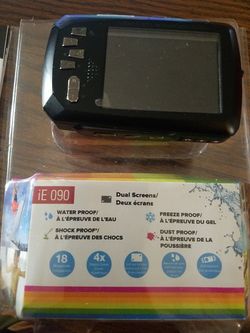 iE 090
Dual Screens/
Deux écrans
WATER PROOF/
À L'ÉPREUVE DE L'EAU
FREEZE PROOF/
À L'ÉPREUVE DU GEL
SHOCK PROOF*/
À L'ÉPREUVE DES CHOCS
DUST PROOF/
À L'ÉPREUVE DE LA
POUSSIÈRE
18
4x